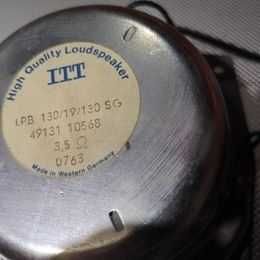 High Quality Loudspeaker
ITT
LPB 130/19/130 SG
49131 10568
3,5 Ω
0763
Made in Western Germany